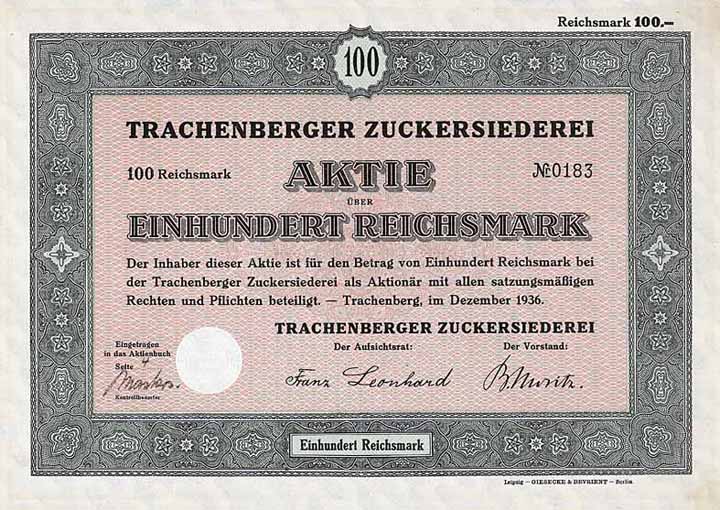 Reichsmark 100.—
100
TRACHENBERGER ZUCKERSIEDEREI
100 Reichsmark AKTIE №0183
ÜBER
EINHUNDERT REICHSMARK
Der Inhaber dieser Aktie ist für den Betrag von Einhundert Reichsmark bei
der Trachenberger Zuckersiederei als Aktionär mit allen satzungsmäßigen
Rechten und Pflichten beteiligt. — Trachenberg, im Dezember 1936.
TRACHENBERGER ZUCKERSIEDEREI
Eingetragen
in das Aktienbuch
Seite 4
Kontrollbeamter
Der Aufsichtsrat: Der Vorstand:
Franz Leonhard
Einhundert Reichsmark
Leipzig — GIESECKE & DEVRIENT — Berlin.